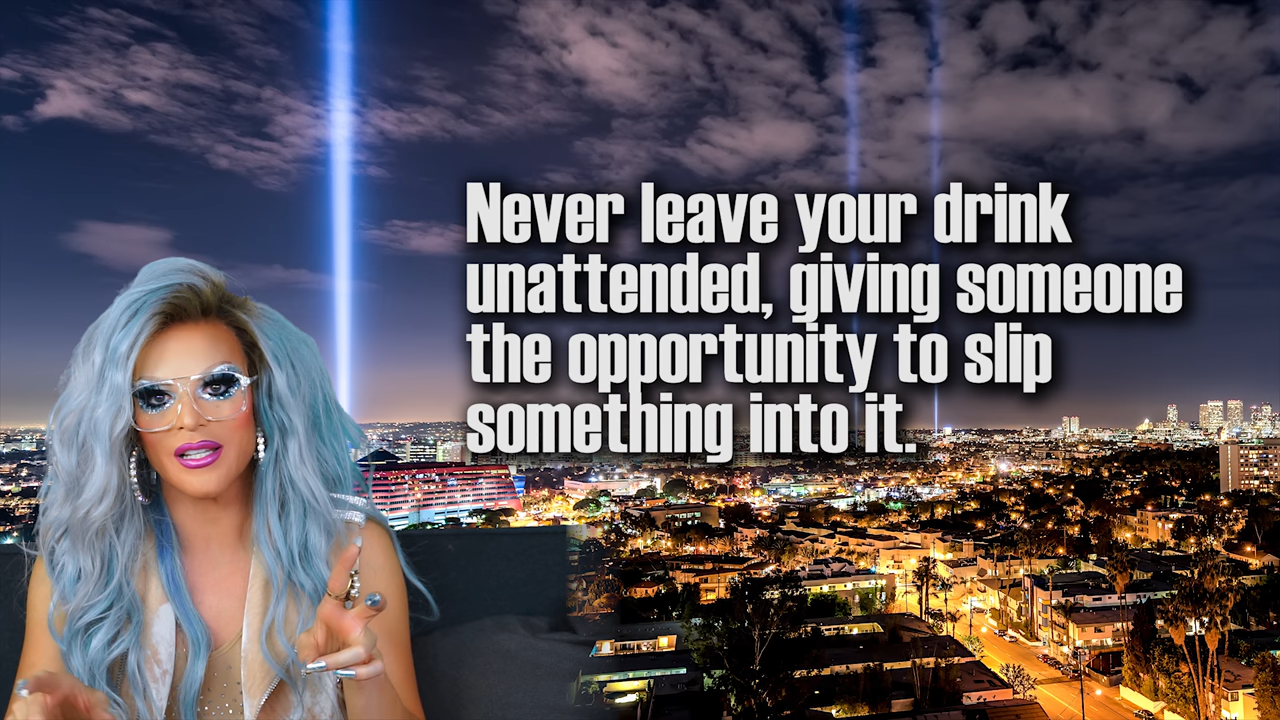 Never leave your drink
unattended, giving someone
the opportunity to slip
something into it.